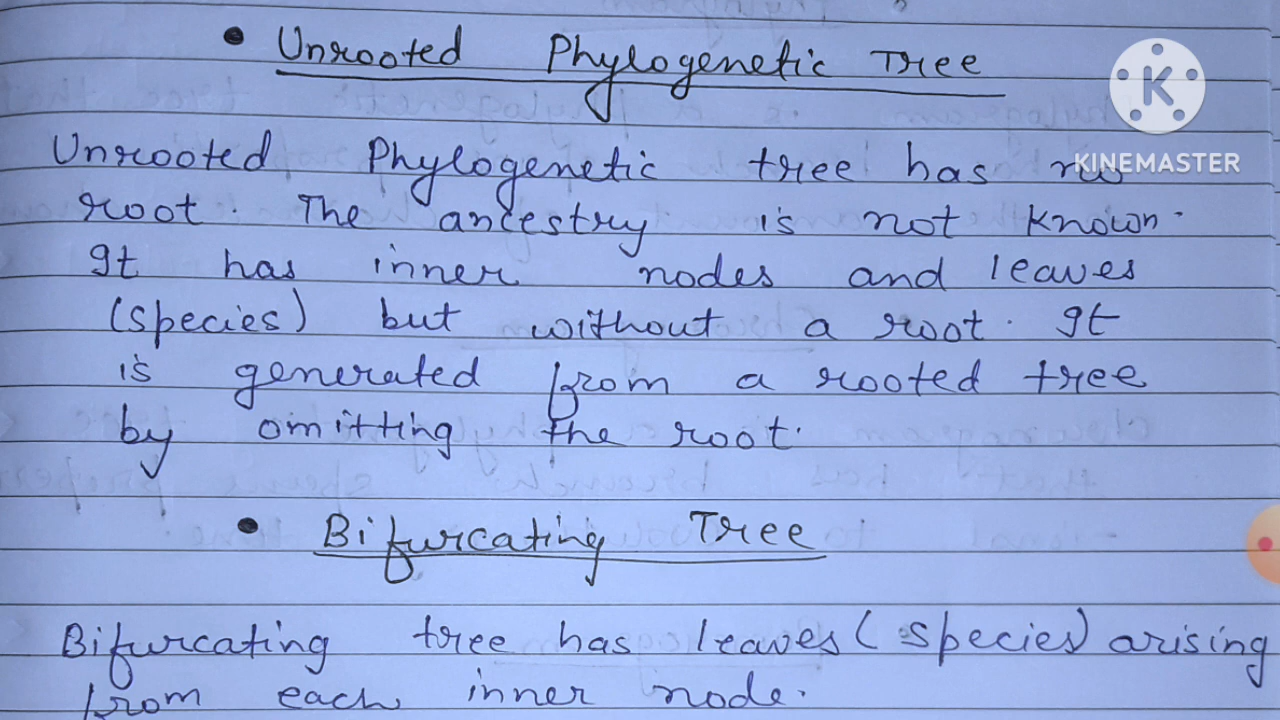 • Unrooted Phylogenetic Tree
Unrooted Phylogenetic tree has no
root. The ancestry is not known.
It has inner nodes and leaves
(species) but without a root. It
is generated from a rooted tree
by omitting the root.
• Bifurcating Tree
Bifurcating tree has leaves (species) arising
from each inner node.
K
KINEMASTER